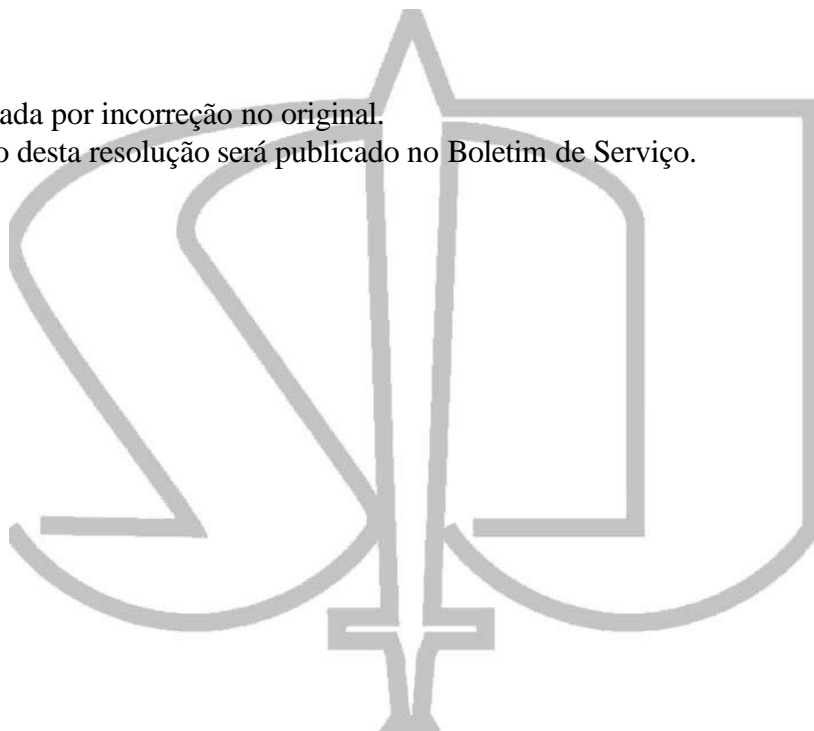 ada por incorreção no original.
o desta resolução será publicado no Boletim de Serviço.